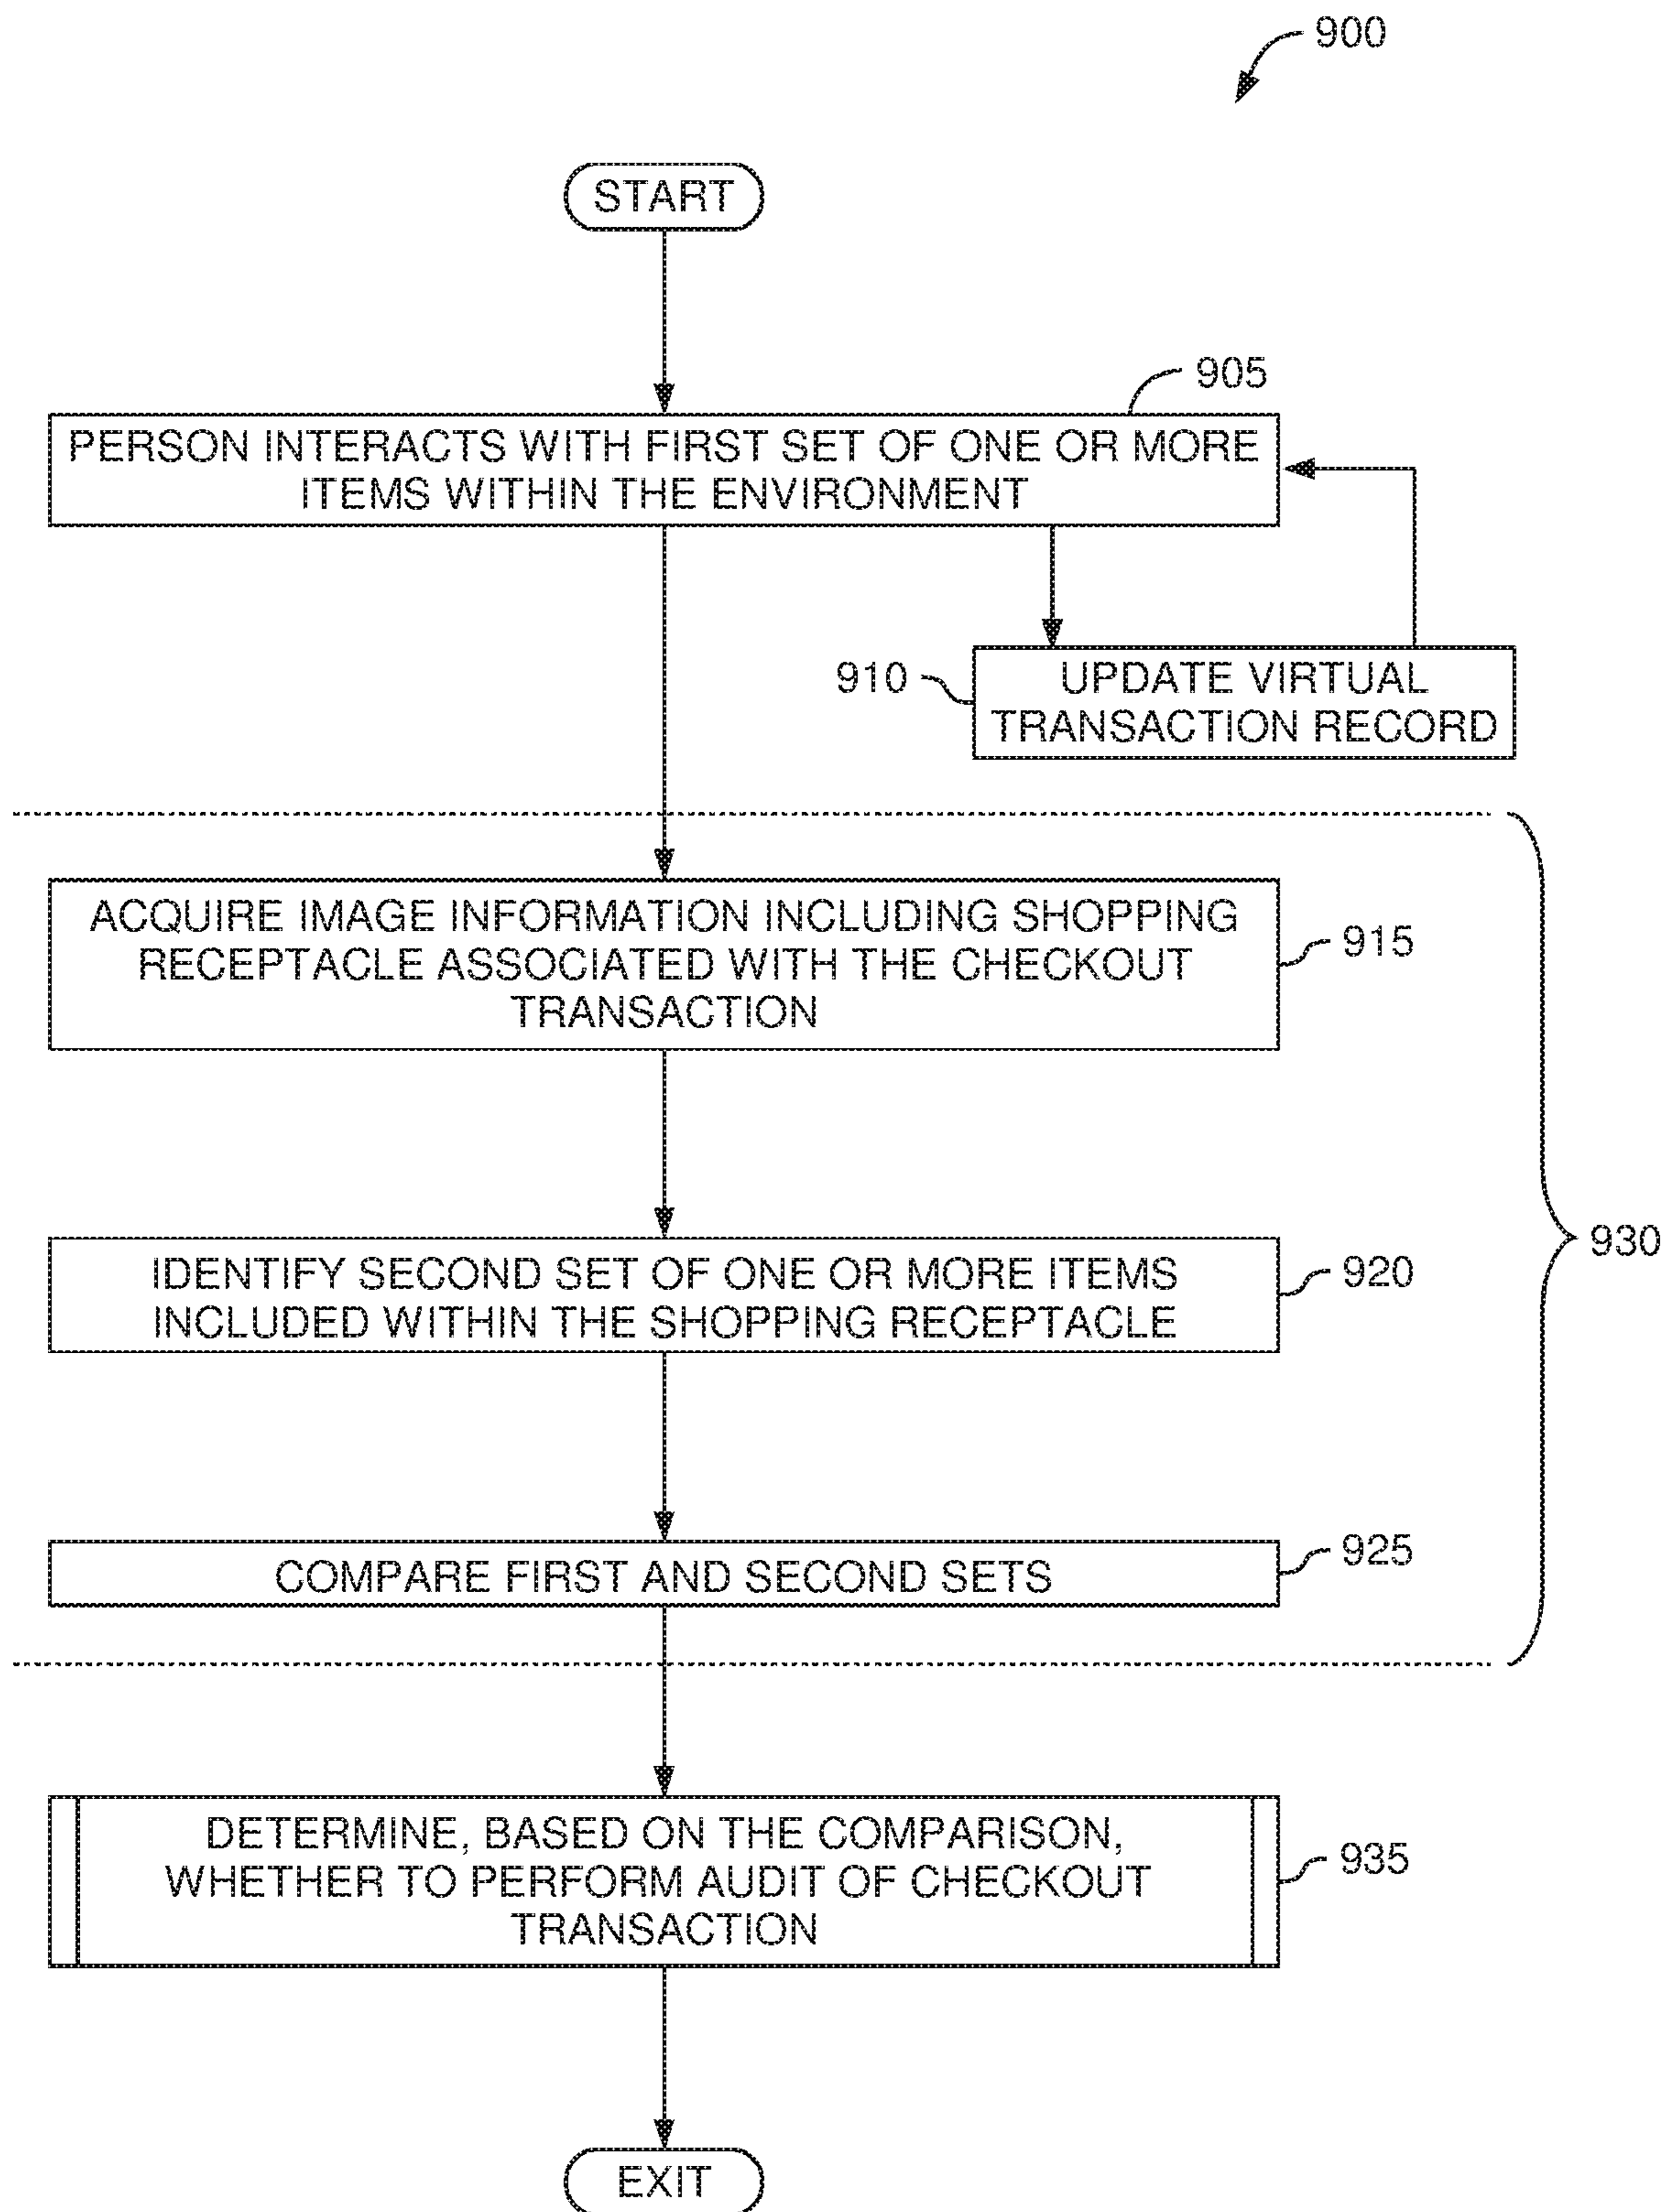 900
START
905
PERSON INTERACTS WITH FIRST SET OF ONE OR MORE
ITEMS WITHIN THE ENVIRONMENT
910
UPDATE VIRTUAL
TRANSACTION RECORD
ACQUIRE IMAGE INFORMATION INCLUDING SHOPPING
RECEPTACLE ASSOCIATED WITH THE CHECKOUT
TRANSACTION
915
930
IDENTIFY SECOND SET OF ONE OR MORE ITEMS
INCLUDED WITHIN THE SHOPPING RECEPTACLE
920
COMPARE FIRST AND SECOND SETS
925
DETERMINE, BASED ON THE COMPARISON,
WHETHER TO PERFORM AUDIT OF CHECKOUT
TRANSACTION
935
EXIT